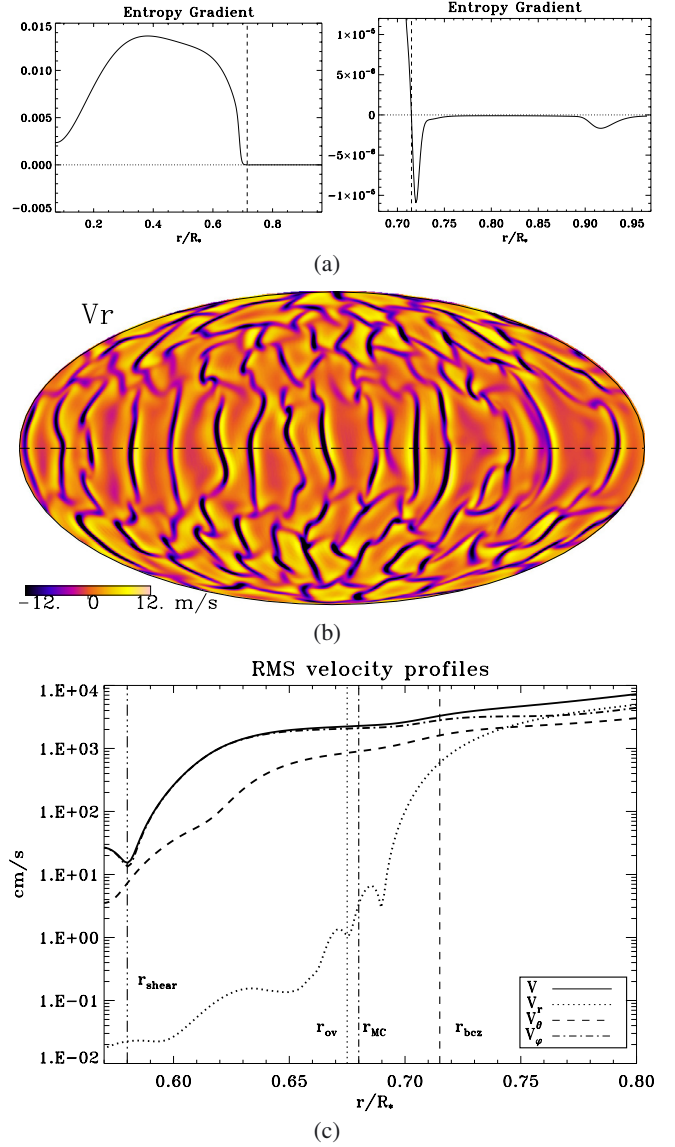 Entropy Gradient
0.015
0.010
0.005
0.000
−0.005
0.2 0.4 0.6 0.8
r/R*
Entropy Gradient
1×10⁻⁵
5×10⁻⁶
0
−5×10⁻⁶
−1×10⁻⁵
0.70 0.75 0.80 0.85 0.90 0.95
r/R*
(a)
Vr
−12. 0 12. m/s
(b)
RMS velocity profiles
1.E+04
1.E+03
1.E+02
1.E+01
1.E+00
1.E-01
1.E-02
cm/s
r_shear
r_ov
r_MC
r_bcz
V
V_r
V_θ
V_φ
0.60 0.65 0.70 0.75 0.80
r/R*
(c)